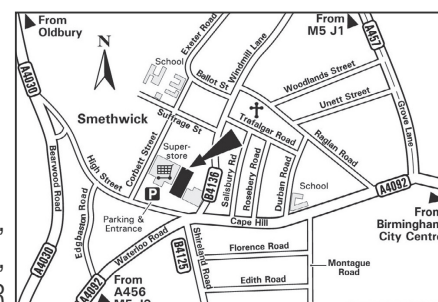 From
Oldbury
From
M5 J1
N
Exeter Road
Windmill Lane
A457
A4030
School
Ballot St
Woodlands Street
Unett Street
Grove Lane
Smethwick
Suffrage St
Trafalgar Road
Raglan Road
Corbett Street
Super-
store
High Street
Bearwood Road
B4136
Salisbury Rd
Rosebery Road
Durban Road
School
A4092
P
From
Birmingham
City Centre
Parking &
Entrance
Cape Hill
Edgbaston Road
Waterloo Road
B4125
Shireland Road
Florence Road
Montague
Road
Edith Road
A4030
A4092
From
A456